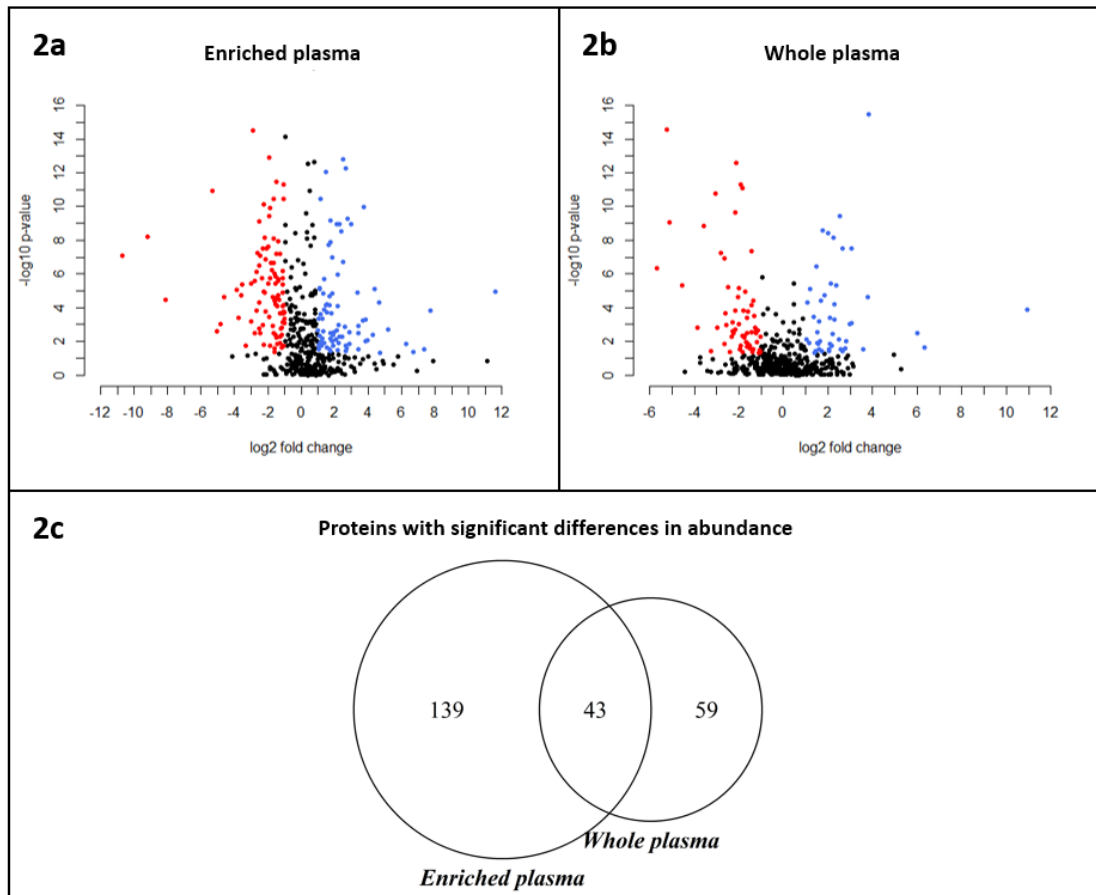 2a
Enriched plasma
16
14
12
10
8
6
4
2
0
-log10 p-value
-12 -10 -8 -6 -4 -2 0 2 4 6 8 10 12
log2 fold change
2b
Whole plasma
16
14
12
10
8
6
4
2
0
-log10 p-value
-6 -4 -2 0 2 4 6 8 10 12
log2 fold change
2c
Proteins with significant differences in abundance
139 43 59
Whole plasma
Enriched plasma